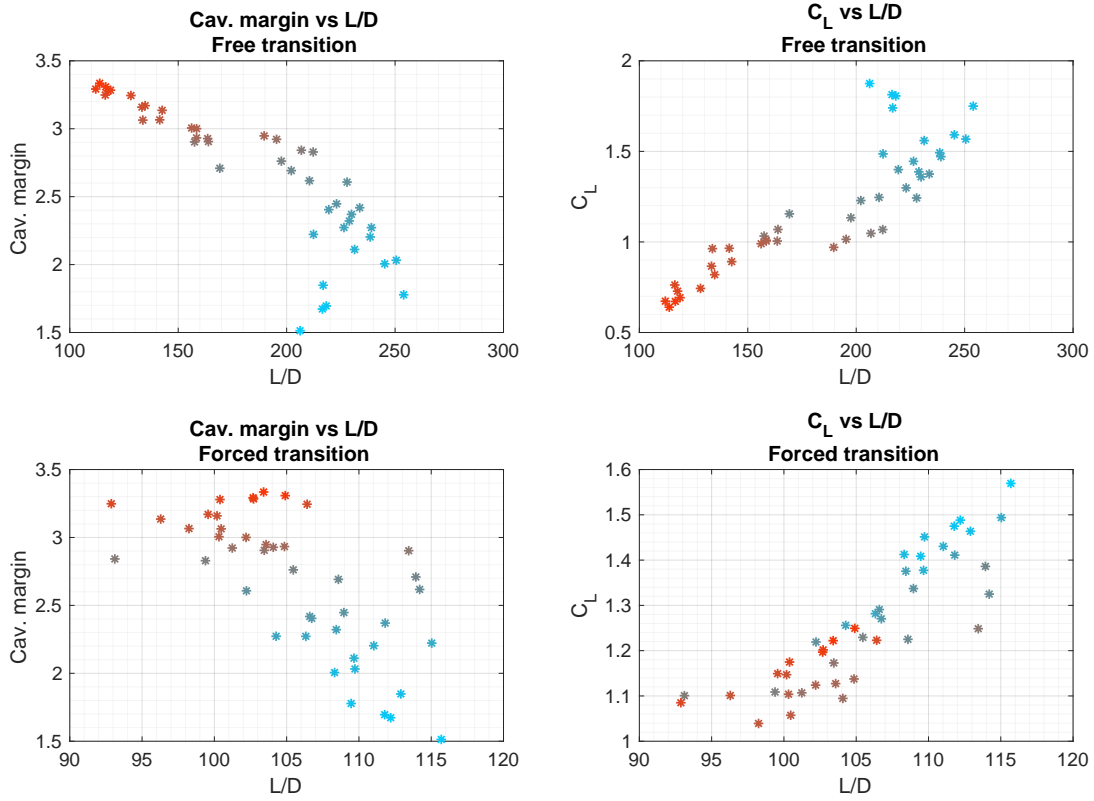 Cav. margin vs L/D
Free transition
3.5
3
2.5
2
1.5
Cav. margin
100 150 200 250 300
L/D
C_L vs L/D
Free transition
2
1.5
1
0.5
C_L
100 150 200 250 300
L/D
Cav. margin vs L/D
Forced transition
3.5
3
2.5
2
1.5
Cav. margin
90 95 100 105 110 115 120
L/D
C_L vs L/D
Forced transition
1.6
1.5
1.4
1.3
1.2
1.1
1
C_L
90 95 100 105 110 115 120
L/D